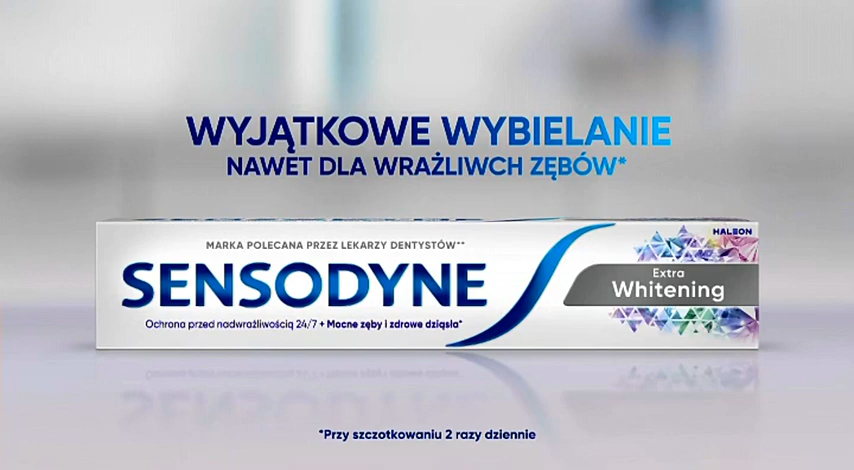 WYJĄTKOWE WYBIELANIE
NAWET DLA WRAŻLIWCH ZĘBÓW*
HALEON
MARKA POLECANA PRZEZ LEKARZY DENTYSTÓW**
SENSODYNE
Extra
Whitening
Ochrona przed nadwrażliwością 24/7 + Mocne zęby i zdrowe dziąsła*
*Przy szczotkowaniu 2 razy dziennie